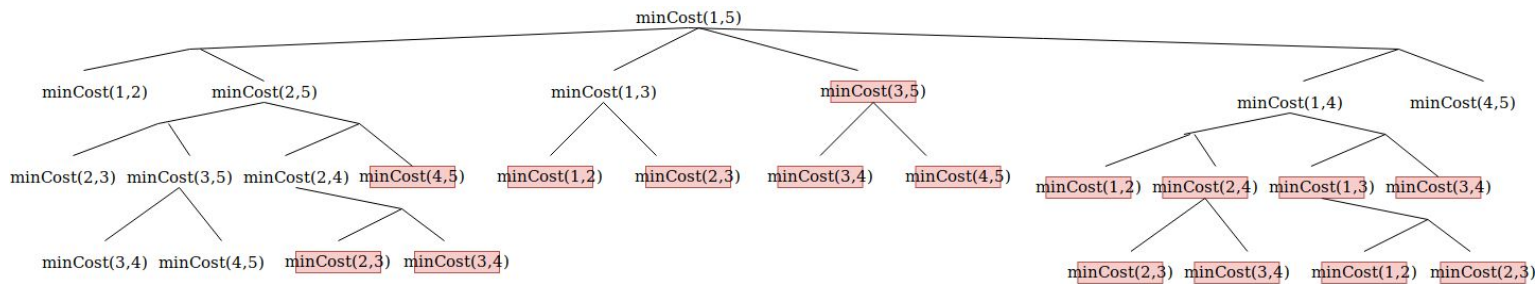 minCost(1,5)
minCost(1,2) minCost(2,5) minCost(1,3) minCost(3,5) minCost(1,4) minCost(4,5)
minCost(2,3) minCost(3,5) minCost(2,4) minCost(4,5) minCost(1,2) minCost(2,3) minCost(3,4) minCost(4,5) minCost(1,2) minCost(2,4) minCost(1,3) minCost(3,4)
minCost(3,4) minCost(4,5) minCost(2,3) minCost(3,4) minCost(2,3) minCost(3,4) minCost(1,2) minCost(2,3)